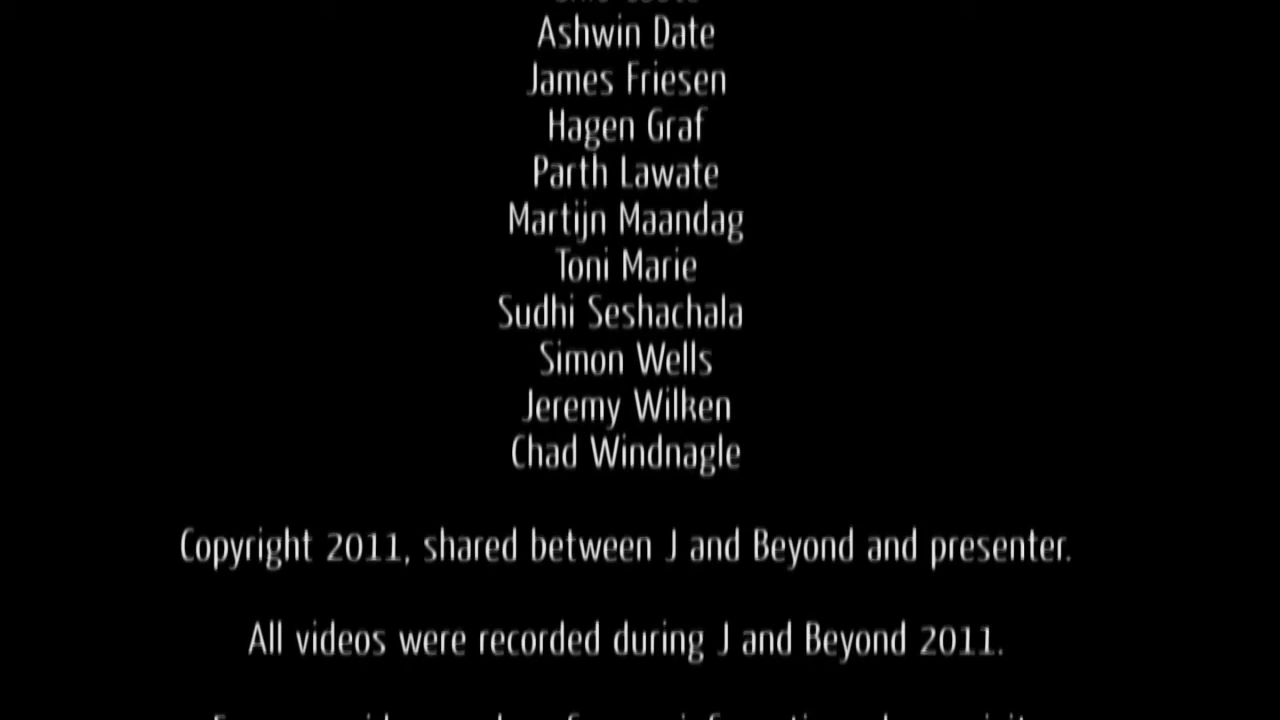 Ashwin Date
James Friesen
Hagen Graf
Parth Lawate
Martijn Maandag
Toni Marie
Sudhi Seshachala
Simon Wells
Jeremy Wilken
Chad Windnagle
Copyright 2011, shared between J and Beyond and presenter.
All videos were recorded during J and Beyond 2011.